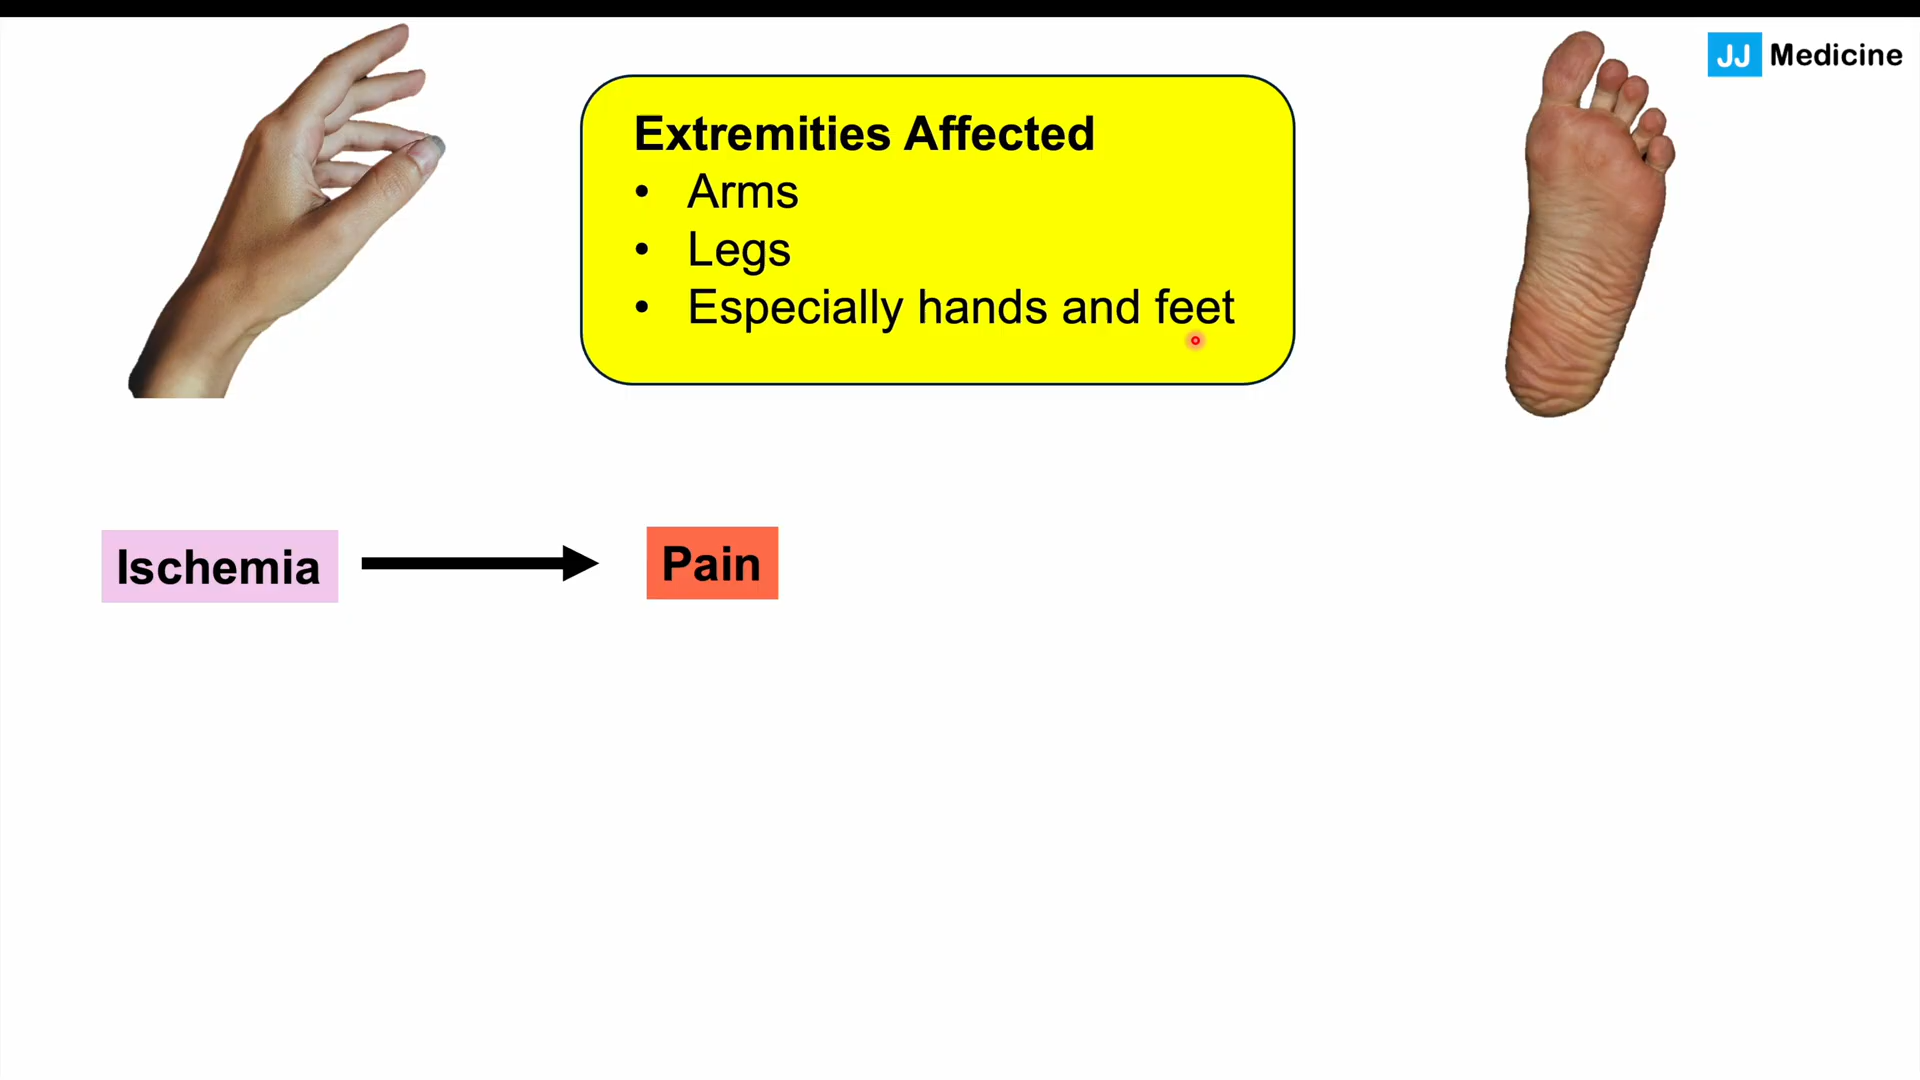 JJ Medicine
Extremities Affected
• Arms
• Legs
• Especially hands and feet
Ischemia
Pain